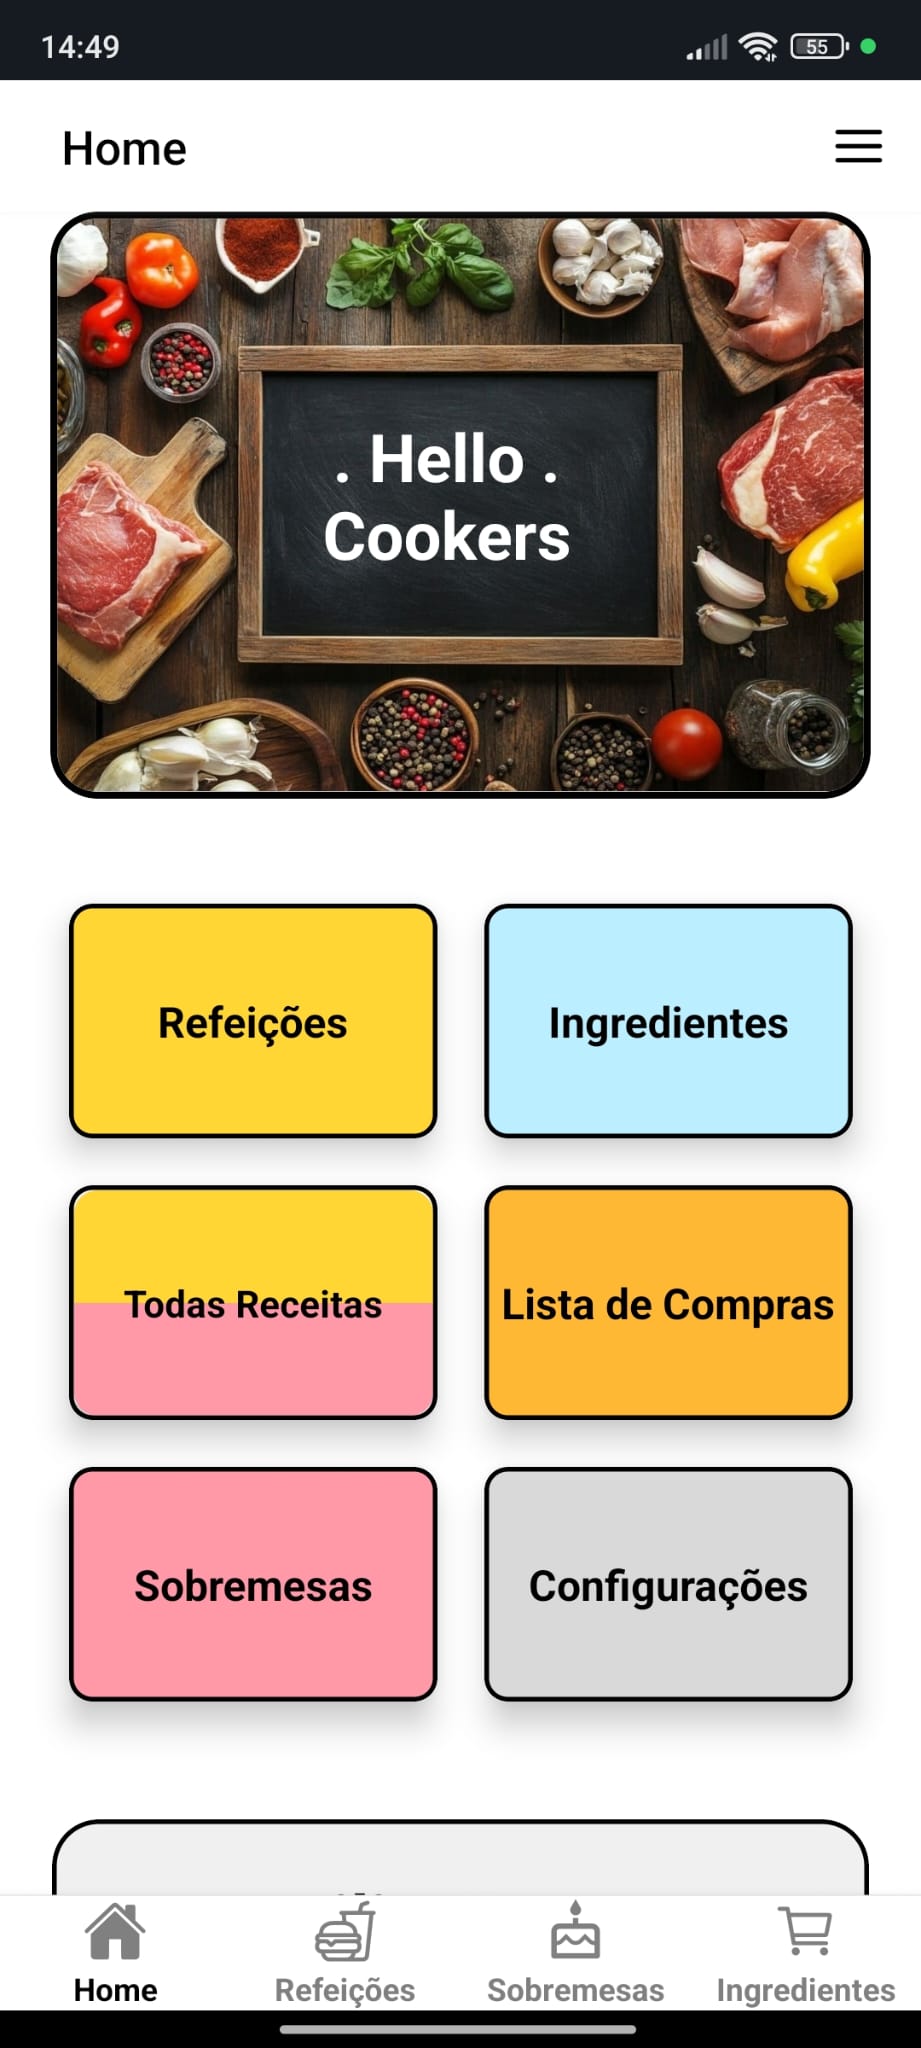 14:49
55
Home
. Hello .
Cookers
Refeições
Ingredientes
Todas Receitas
Lista de Compras
Sobremesas
Configurações
Home
Refeições
Sobremesas
Ingredientes